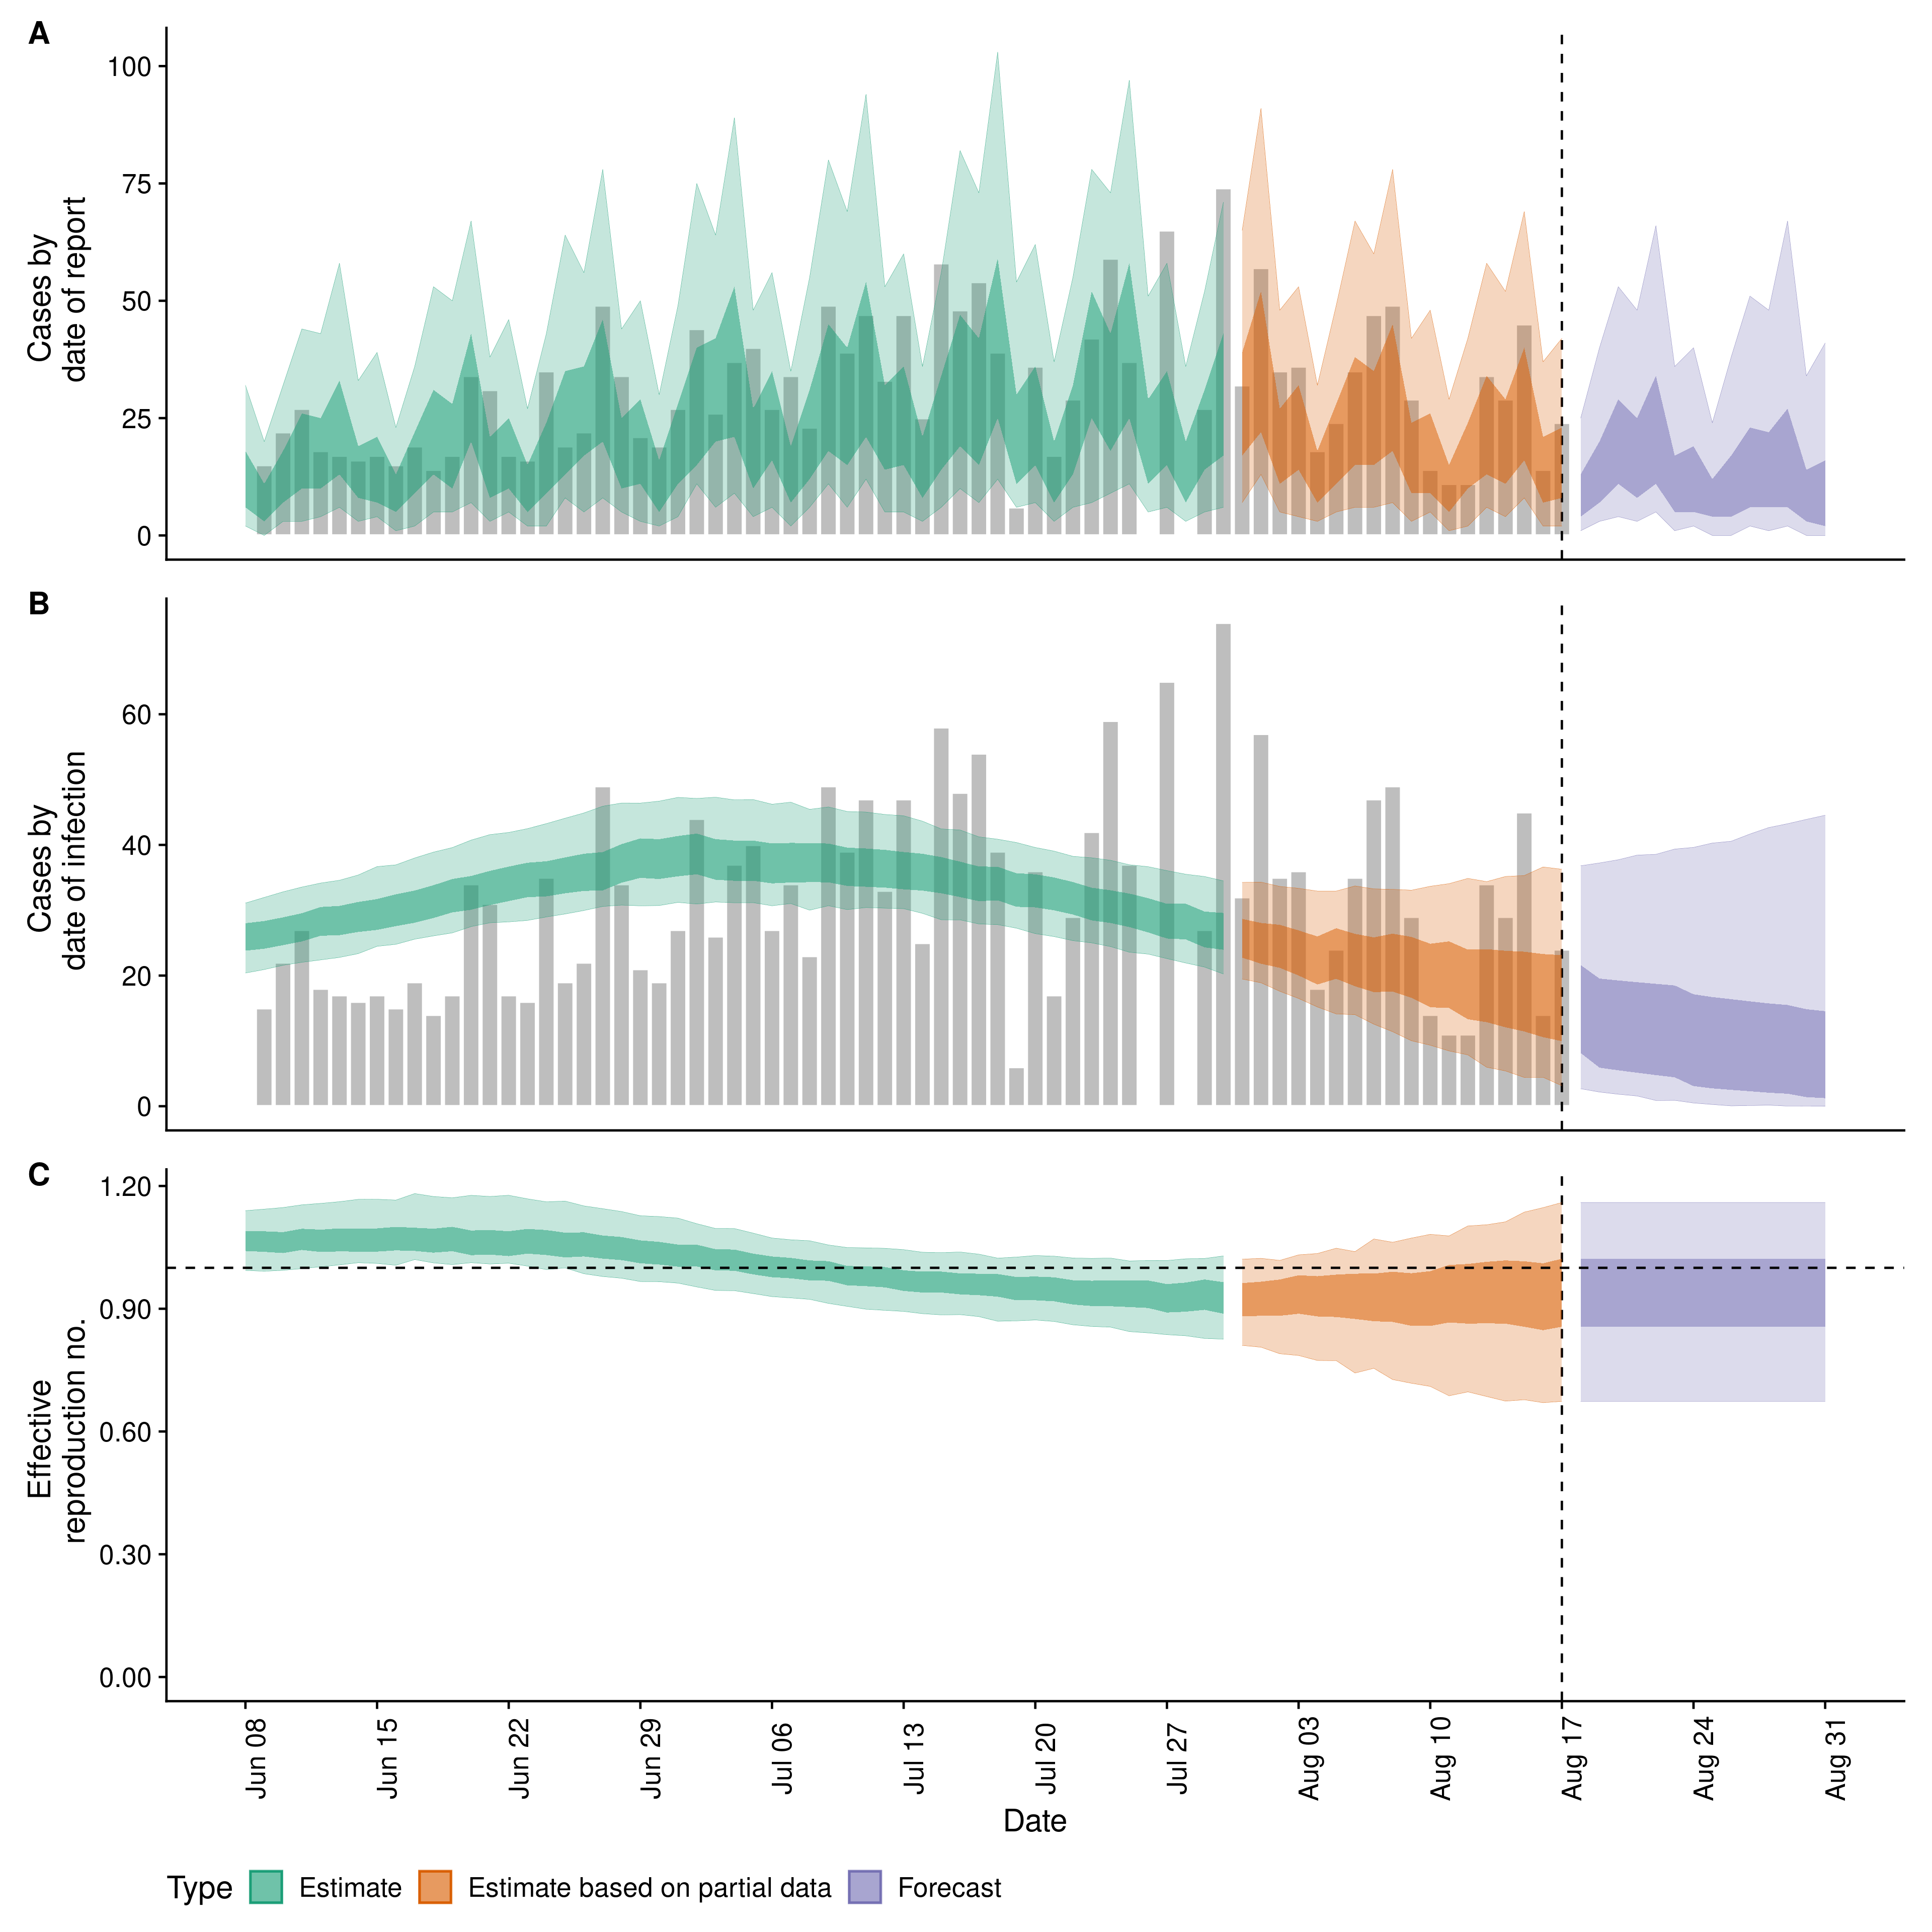 A
100
75
50
25
0
Cases by
date of report
B
60
40
20
0
Cases by
date of infection
C
1.20
0.90
0.60
0.30
0.00
Effective
reproduction no.
Jun 08
Jun 15
Jun 22
Jun 29
Jul 06
Jul 13
Jul 20
Jul 27
Aug 03
Aug 10
Aug 17
Aug 24
Aug 31
Date
Type Estimate Estimate based on partial data Forecast